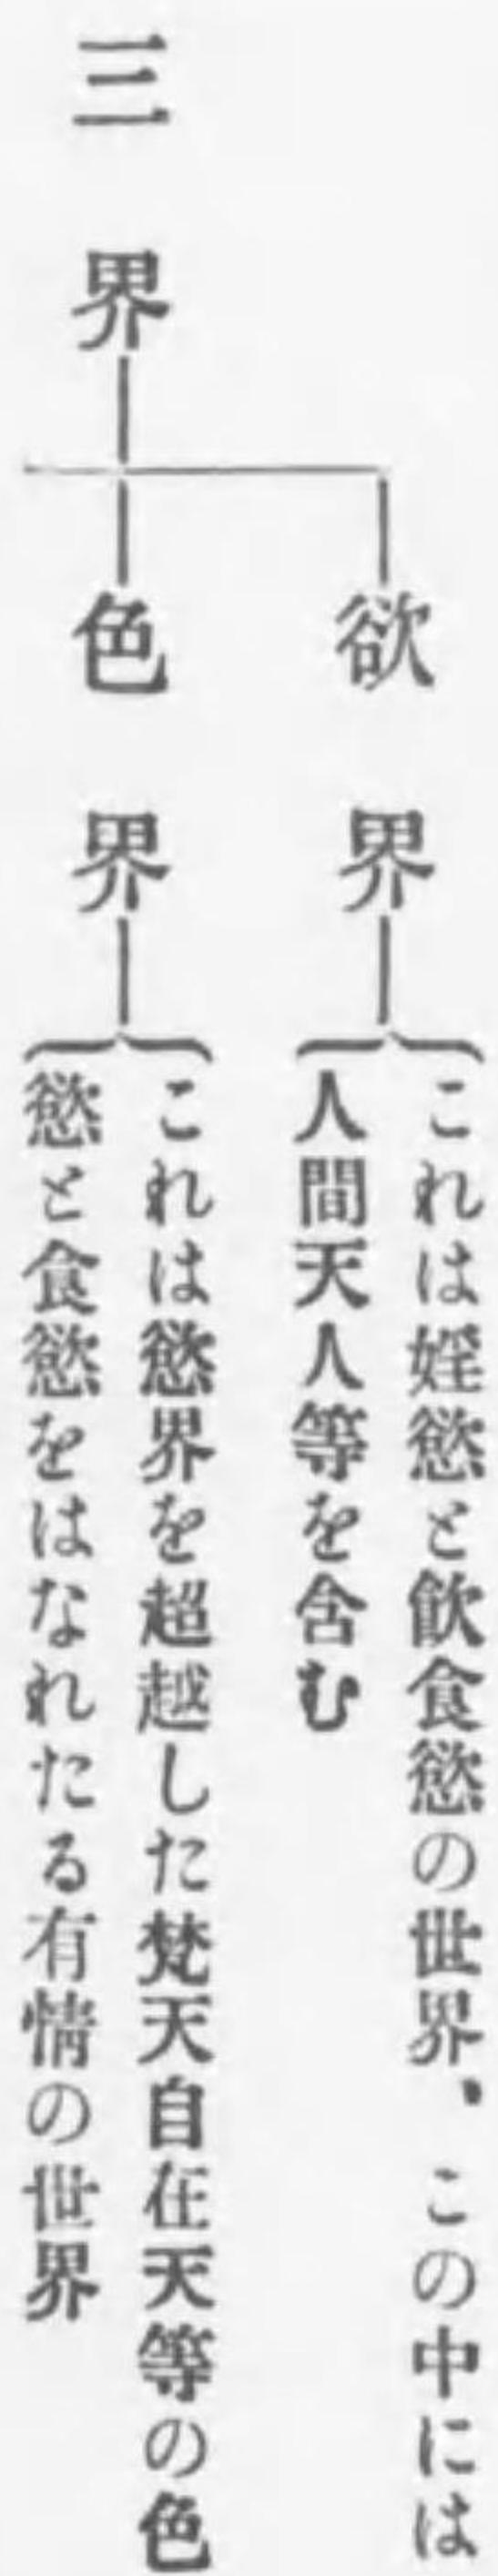 三界
欲界
これは婬慾と飮食慾の世界、この中には
人間天人等を含む
色界
これは慾界を超越した梵天自在天等の色
慾と食慾をはなれたる有情の世界